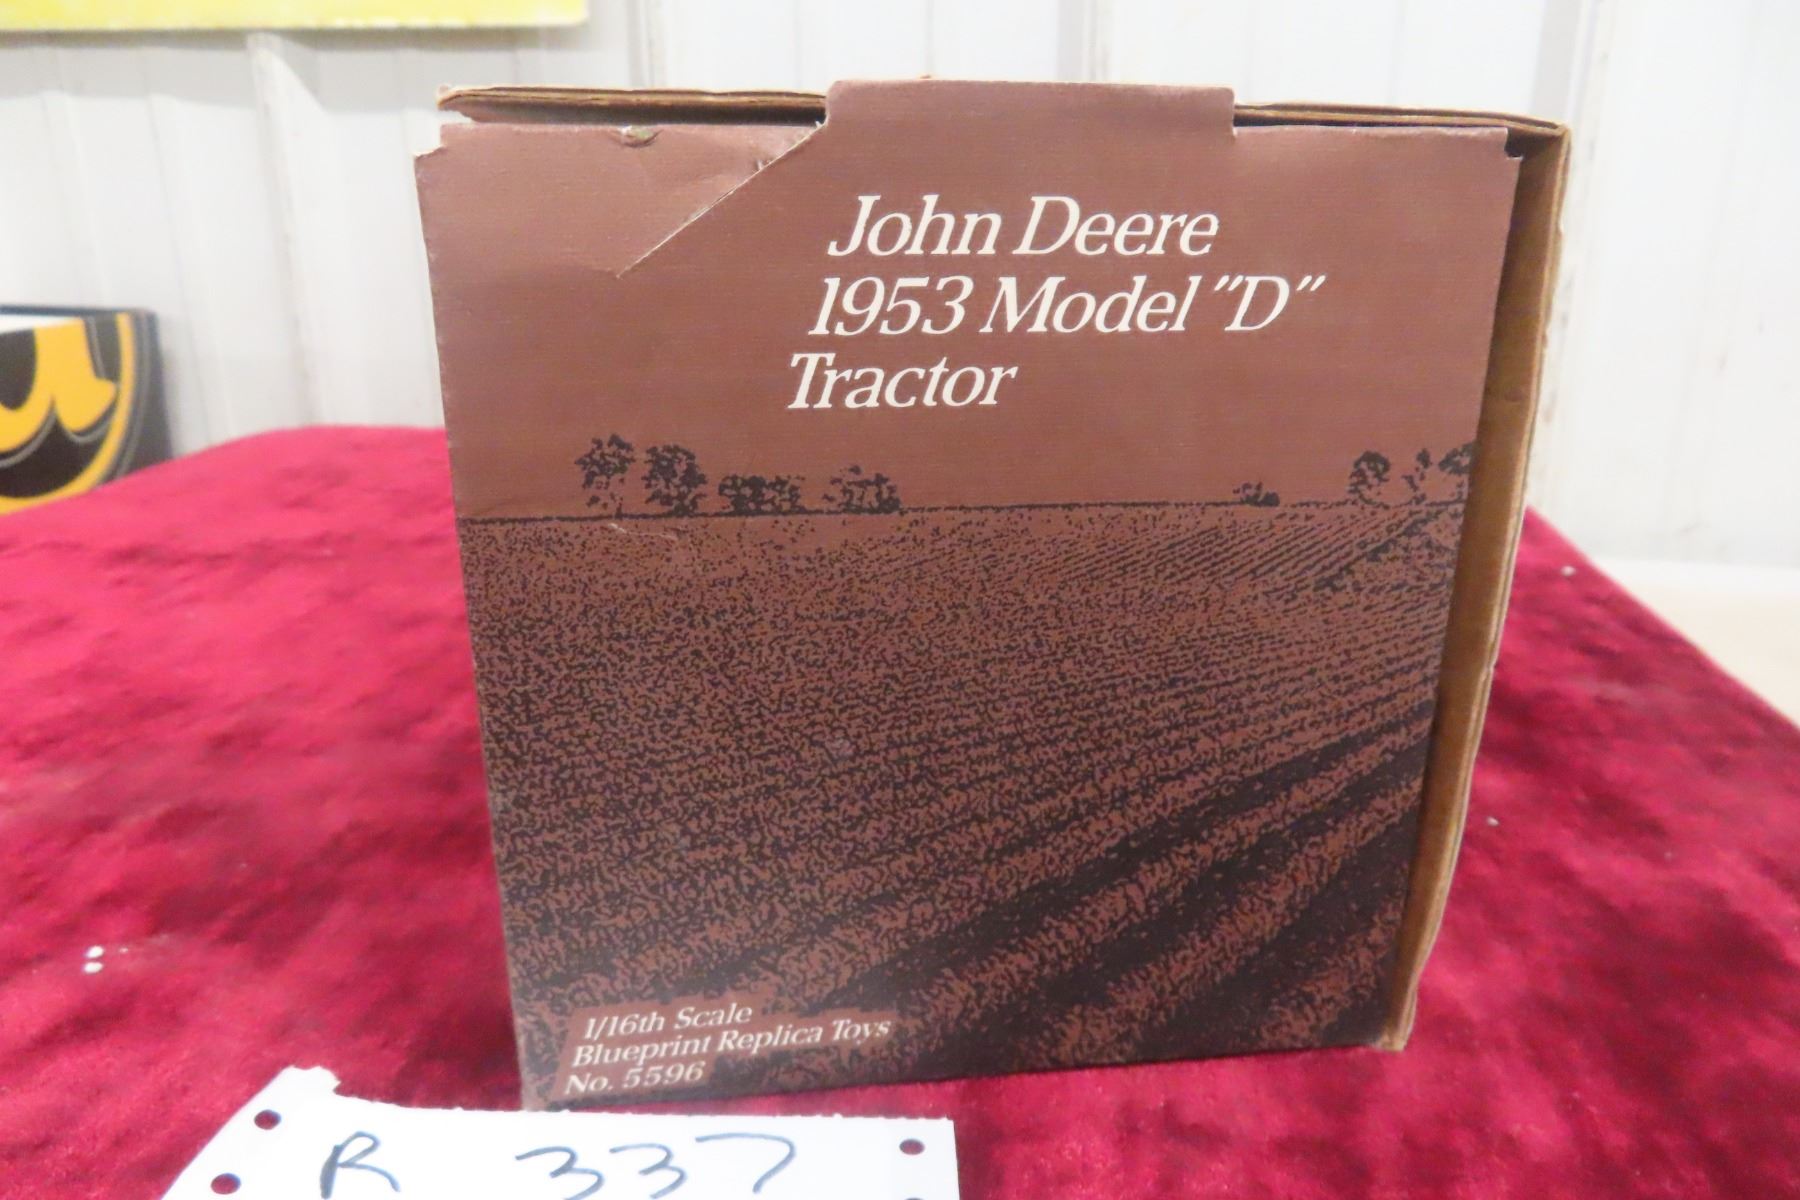 John Deere
1953 Model "D"
Tractor
1/16th Scale
Blueprint Replica Toys
No. 5596
R 337